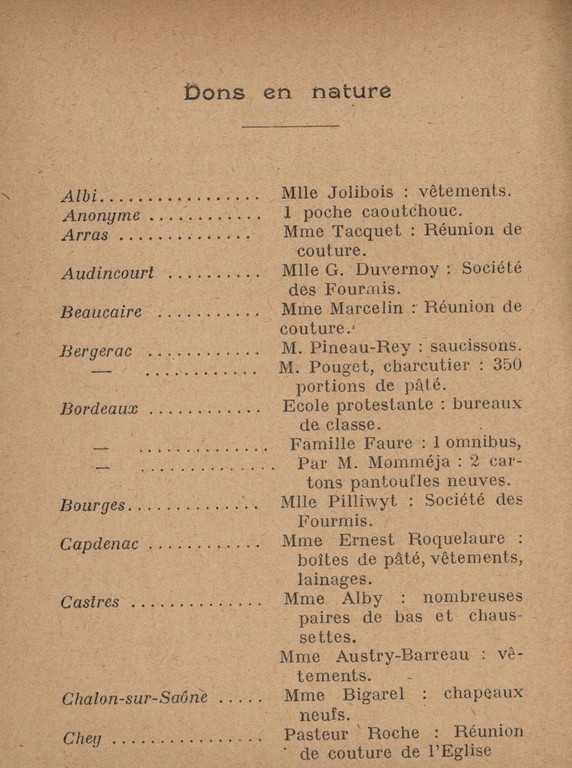 Dons en nature
Albi................. Mlle Jolibois : vêtements.
Anonyme ............ 1 poche caoutchouc.
Arras .............. Mme Tacquet : Réunion de
couture.
Audincourt .......... Mlle G. Duvernoy : Société
des Fourmis.
Beaucaire ........... Mme Marcelin : Réunion de
couture.
Bergerac ............ M. Pineau-Rey : saucissons.
— ............ M. Pouget, charcutier : 350
portions de pâté.
Bordeaux ............ Ecole protestante : bureaux
de classe.
— .............. Famille Faure : 1 omnibus,
— .............. Par M. Momméja : 2 car-
tons pantoufles neuves.
Bourges.............. Mlle Pilliwyt : Société des
Fourmis.
Capdenac ............ Mme Ernest Roquelaure :
boîtes de pâté, vêtements,
lainages.
Castres .............. Mme Alby : nombreuses
paires de bas et chaus-
settes.
Mme Austry-Barreau : vê-
tements.
Chalon-sur-Saône ..... Mme Bigarel : chapeaux
neufs.
Chey ................ Pasteur Roche : Réunion
de couture de l'Eglise